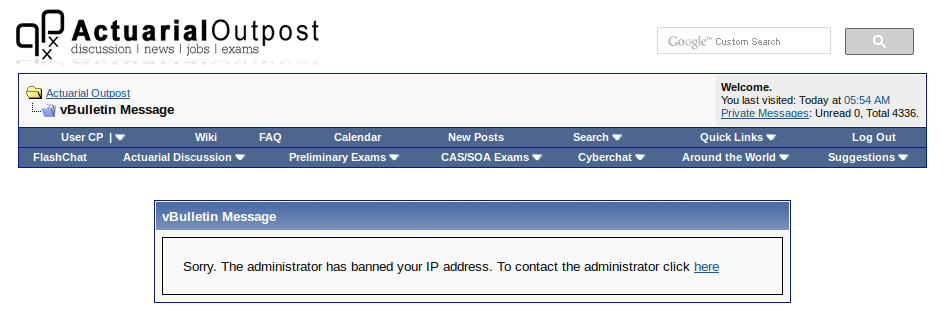 ActuarialOutpost
discussion | news | jobs | exams
Google™ Custom Search
Actuarial Outpost
vBulletin Message
Welcome.
You last visited: Today at 05:54 AM
Private Messages: Unread 0, Total 4336.
User CP | Wiki FAQ Calendar New Posts Search Quick Links Log Out
FlashChat Actuarial Discussion Preliminary Exams CAS/SOA Exams Cyberchat Around the World Suggestions
vBulletin Message
Sorry. The administrator has banned your IP address. To contact the administrator click here